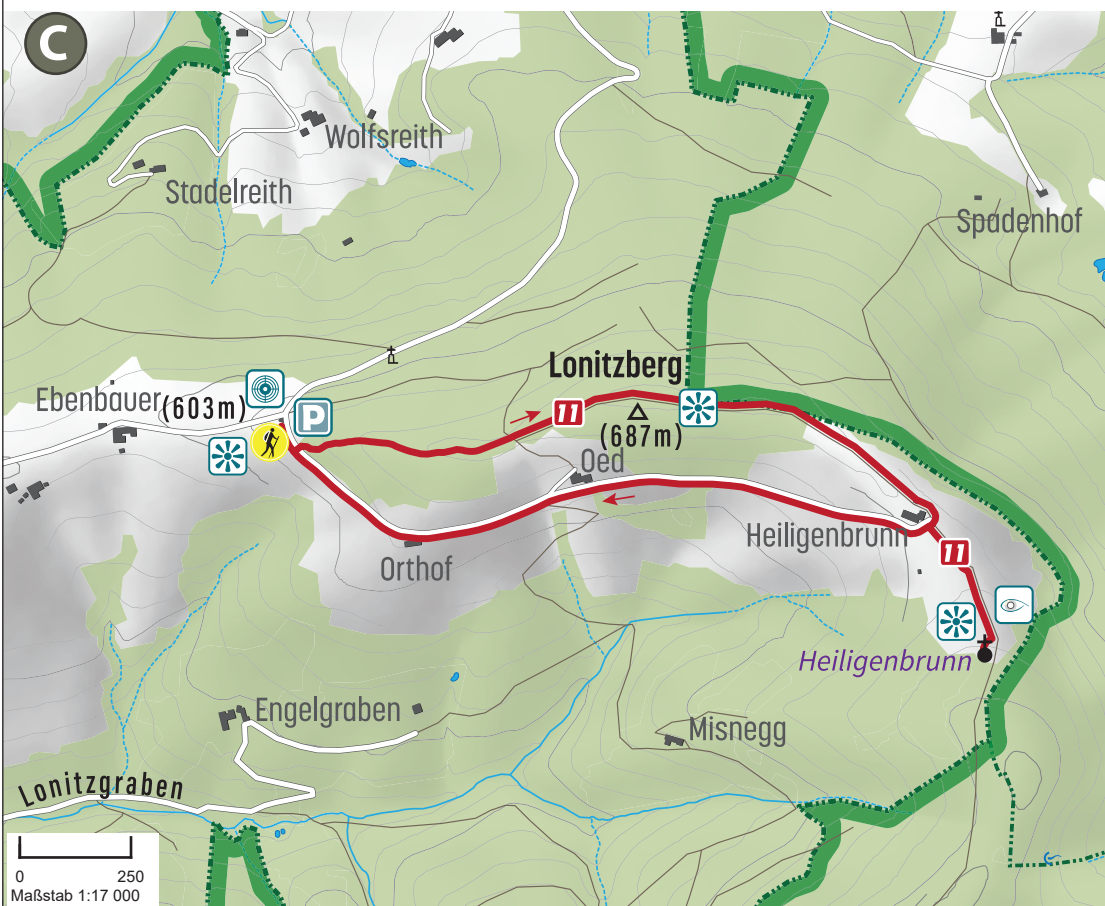 C
Wolfsreith
Stadelreith
Spadenhof
Lonitzberg
Ebenbauer
(603m)
P
11
(687m)
Oed
Heiligenbrunn
Orthof
11
Heiligenbrunn
Engelgraben
Misnegg
Lonitzgraben
0 250
Maßstab 1:17 000